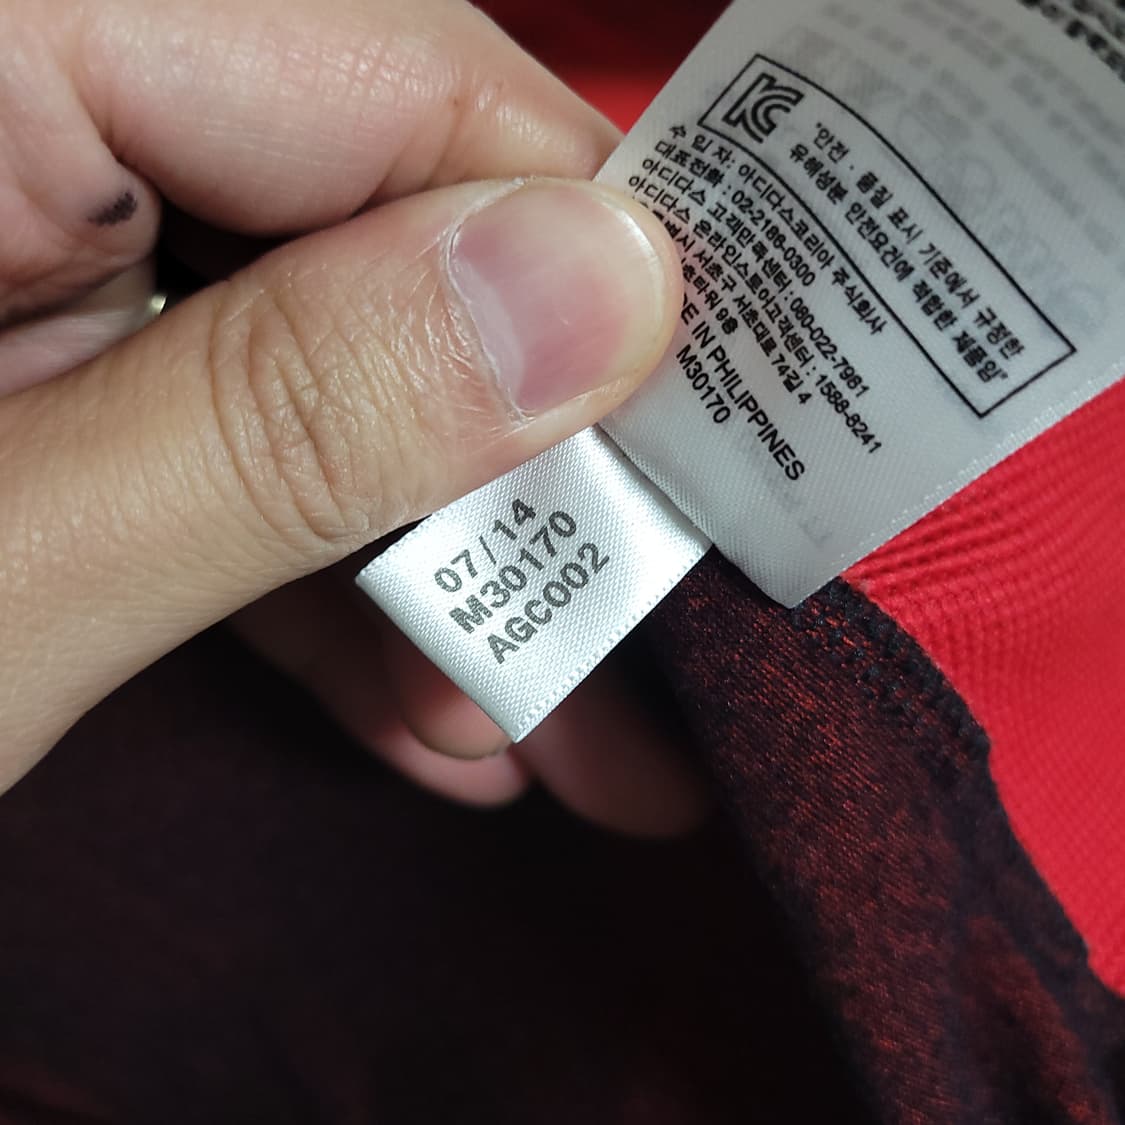 KC
"안전 · 품질 표시 기준에서 규정한
유해성분 안전요건에 적합한 제품임"
수 입 자: 아디다스코리아 주식회사
대표전화 : 02-2186-0300
아디다스 고객만족센터 : 080-022-7981
아디다스 온라인스토어고객센터 : 1588-8241
서초구 서초대로 74길 4
9층
IN PHILIPPINES
M30170
07/14
M30170
AGC002